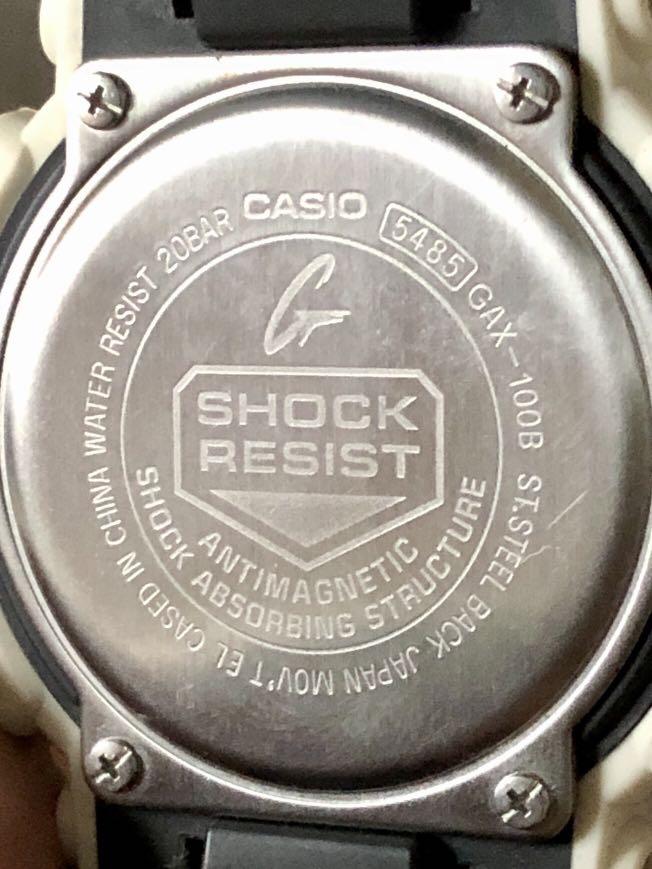 CASIO 5485 GAX-100B ST.STEEL BACK JAPAN MOV'T EL CASED IN CHINA WATER RESIST 20BAR
G
SHOCK
RESIST
ANTIMAGNETIC
SHOCK ABSORBING STRUCTURE